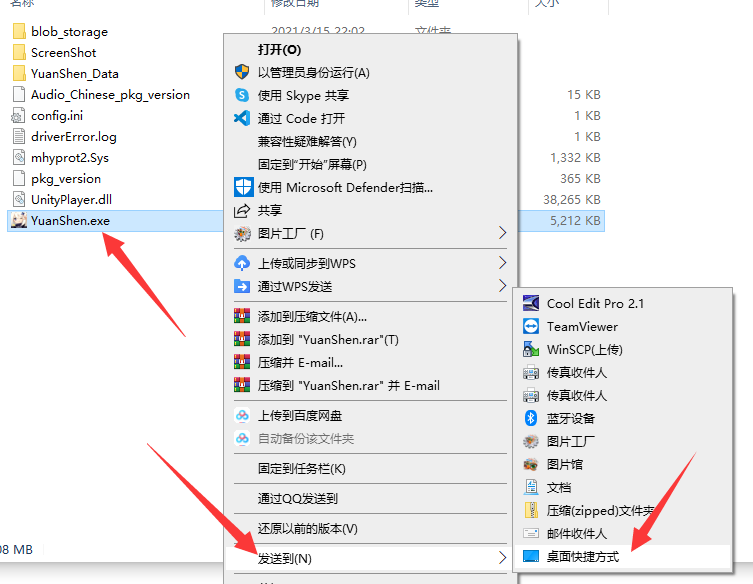 名称 修改日期 类型 大小
blob_storage 2021/3/15 22:02 文件夹
ScreenShot
YuanShen_Data
Audio_Chinese_pkg_version 15 KB
config.ini 1 KB
driverError.log 1 KB
mhyprot2.Sys 1,332 KB
pkg_version 365 KB
UnityPlayer.dll 38,265 KB
YuanShen.exe 5,212 KB
打开(O)
以管理员身份运行(A)
使用 Skype 共享
通过 Code 打开
兼容性疑难解答(Y)
固定到"开始"屏幕(P)
使用 Microsoft Defender扫描...
共享
图片工厂 (F)
上传或同步到WPS
通过WPS发送
添加到压缩文件(A)...
添加到 "YuanShen.rar"(T)
压缩并 E-mail...
压缩到 "YuanShen.rar" 并 E-mail
上传到百度网盘
自动备份该文件夹
固定到任务栏(K)
通过QQ发送到
还原以前的版本(V)
发送到(N)
Cool Edit Pro 2.1
TeamViewer
WinSCP(上传)
传真收件人
传真收件人
蓝牙设备
图片工厂
图片馆
文档
压缩(zipped)文件夹
邮件收件人
桌面快捷方式
08 MB